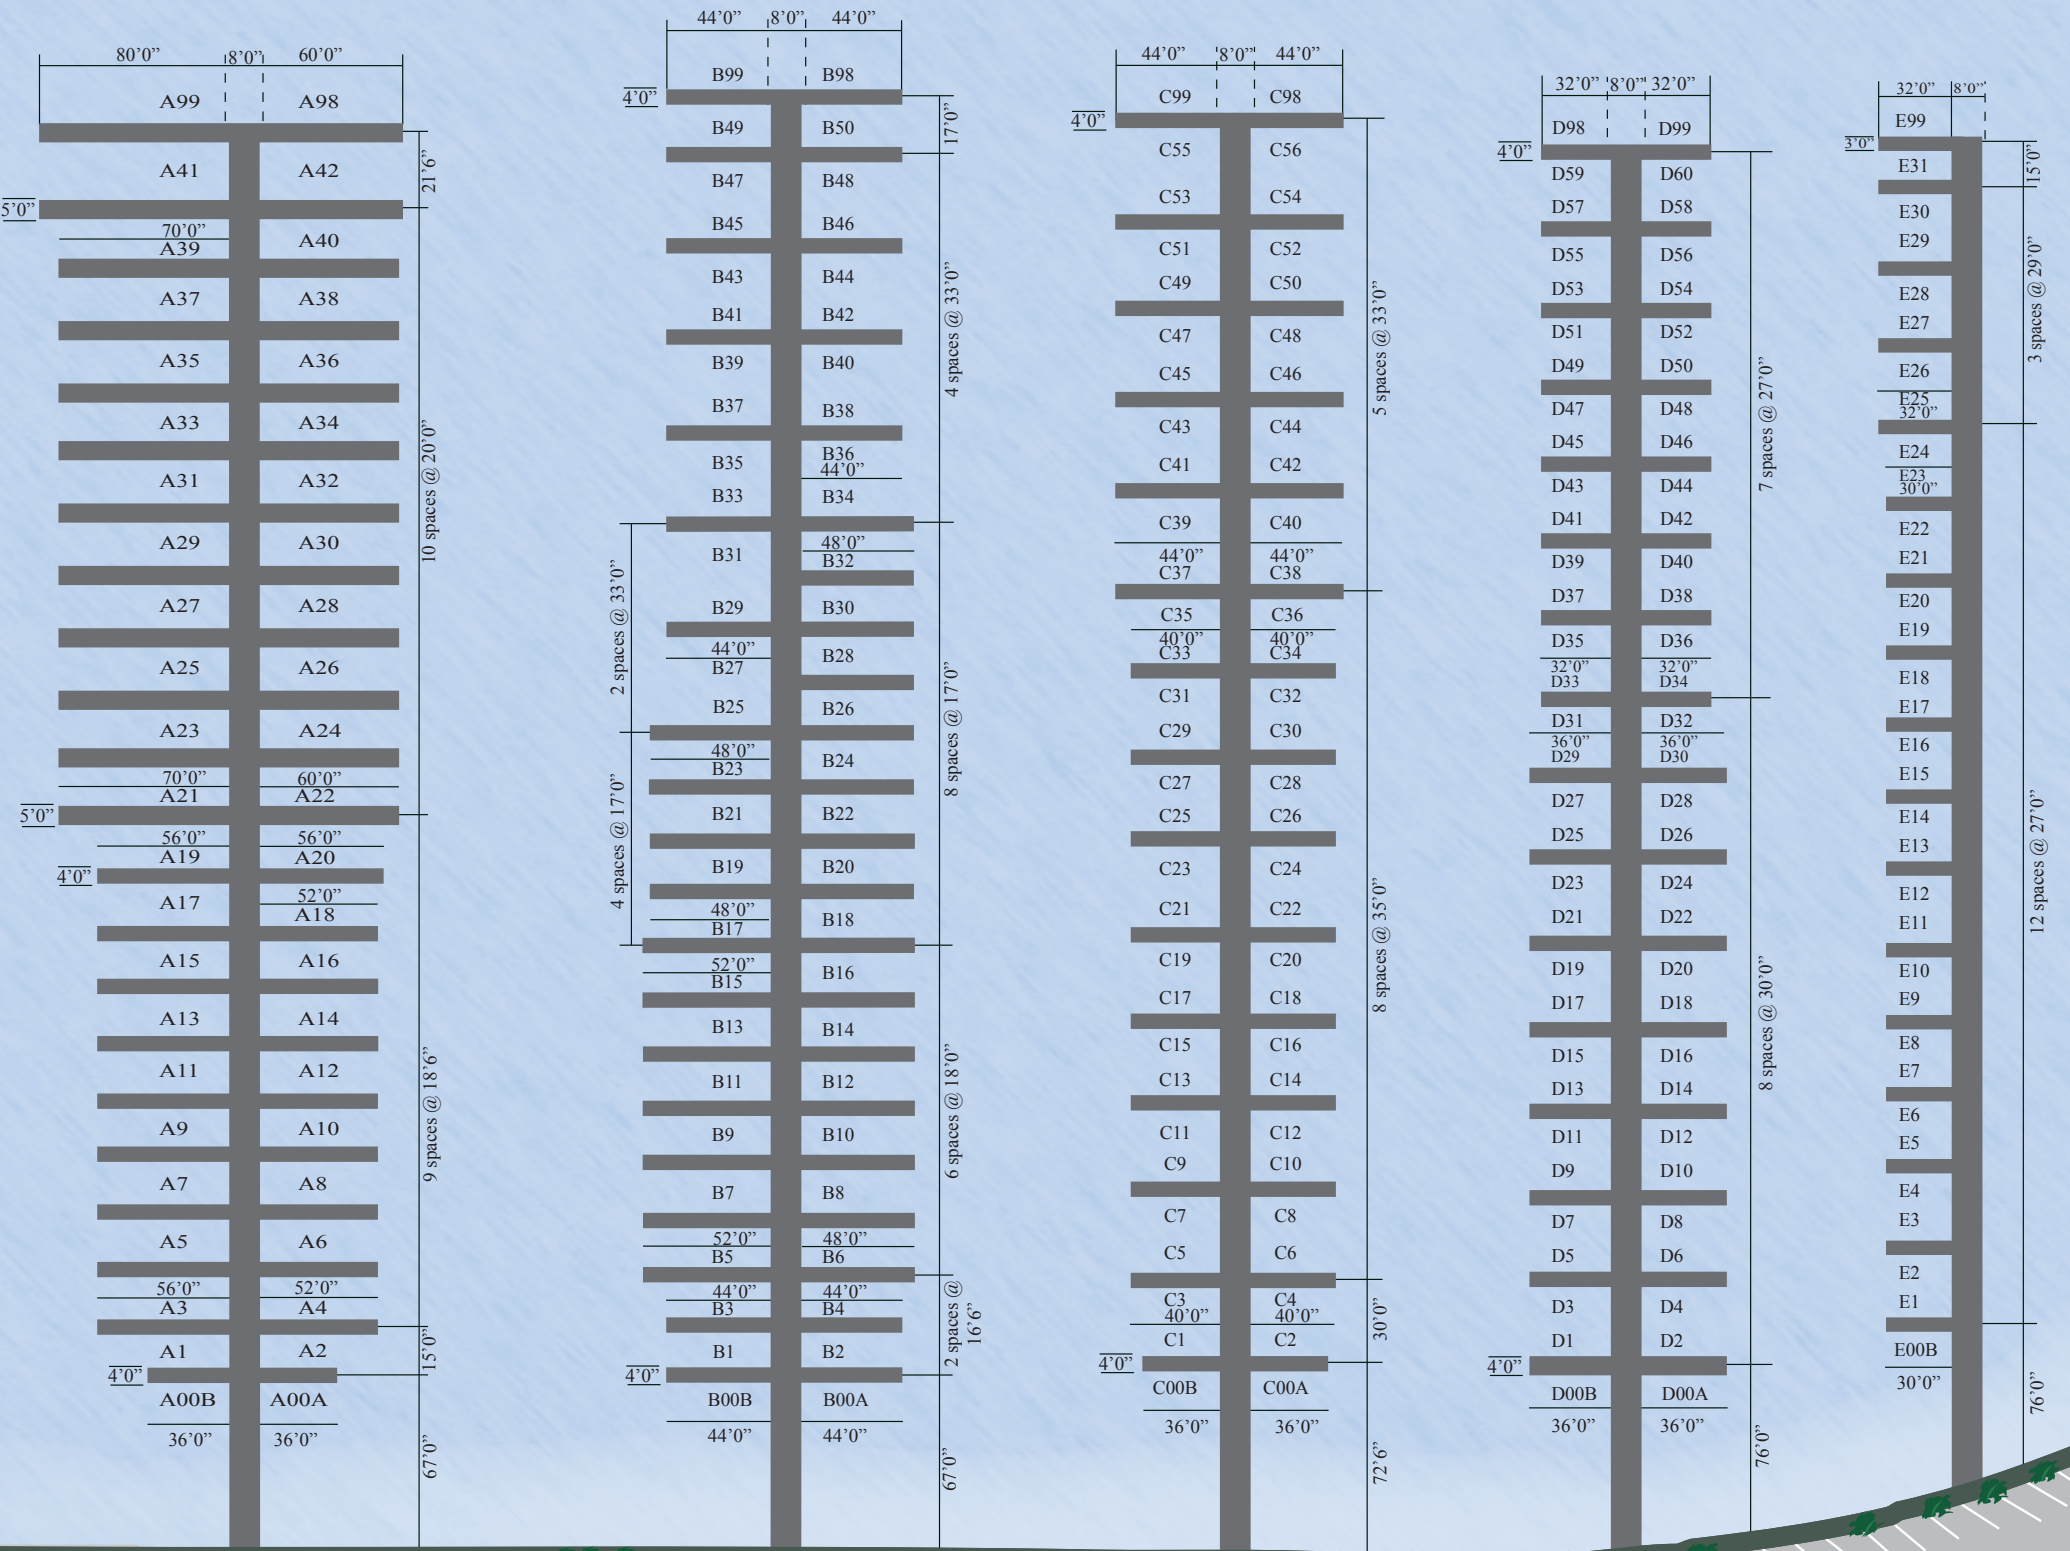 80’0” 8’0” 60’0”
A99 A98
A41 A42
21’6”
5’0”
70’0”
A39 A40
A37 A38
A35 A36
A33 A34
A31 A32
A29 A30
A27 A28
A25 A26
A23 A24
10 spaces @ 20’0”
70’0” 60’0”
A21 A22
5’0”
56’0” 56’0”
A19 A20
4’0”
52’0”
A17 A18
A15 A16
A13 A14
A11 A12
A9 A10
A7 A8
A5 A6
9 spaces @ 18’6”
56’0” 52’0”
A3 A4
A1 A2
15’0”
4’0”
A00B A00A
36’0” 36’0”
67’0”
44’0” 8’0” 44’0”
B99 B98
4’0”
B49 B50
17’0”
B47 B48
B45 B46
B43 B44
B41 B42
B39 B40
B37 B38
4 spaces @ 33’0”
B35 B36
44’0”
B33 B34
48’0”
B31 B32
B29 B30
2 spaces @ 33’0”
44’0”
B27 B28
B25 B26
48’0”
B23 B24
B21 B22
B19 B20
4 spaces @ 17’0”
8 spaces @ 17’0”
48’0”
B17 B18
52’0”
B15 B16
B13 B14
B11 B12
B9 B10
B7 B8
6 spaces @ 18’0”
52’0” 48’0”
B5 B6
44’0” 44’0”
B3 B4
B1 B2
2 spaces @
16’6”
4’0”
B00B B00A
44’0” 44’0”
67’0”
44’0” 8’0” 44’0”
C99 C98
4’0”
C55 C56
C53 C54
C51 C52
C49 C50
C47 C48
C45 C46
C43 C44
C41 C42
C39 C40
5 spaces @ 33’0”
44’0” 44’0”
C37 C38
C35 C36
40’0” 40’0”
C33 C34
C31 C32
C29 C30
C27 C28
C25 C26
C23 C24
C21 C22
C19 C20
C17 C18
C15 C16
C13 C14
C11 C12
C9 C10
C7 C8
C5 C6
8 spaces @ 35’0”
C3 C4
40’0” 40’0”
C1 C2
30’0”
4’0”
C00B C00A
36’0” 36’0”
72’6”
32’0” 8’0” 32’0”
D98 D99
4’0”
D59 D60
D57 D58
D55 D56
D53 D54
D51 D52
D49 D50
D47 D48
D45 D46
D43 D44
D41 D42
D39 D40
D37 D38
D35 D36
7 spaces @ 27’0”
32’0” 32’0”
D33 D34
D31 D32
36’0” 36’0”
D29 D30
D27 D28
D25 D26
D23 D24
D21 D22
D19 D20
D17 D18
D15 D16
D13 D14
D11 D12
D9 D10
D7 D8
D5 D6
D3 D4
D1 D2
8 spaces @ 30’0”
4’0”
D00B D00A
36’0” 36’0”
76’0”
32’0” 8’0”
E99
3’0”
E31
15’0”
E30
E29
E28
E27
E26
3 spaces @ 29’0”
E25
32’0”
E24
E23
30’0”
E22
E21
E20
E19
E18
E17
E16
E15
E14
E13
E12
E11
E10
E9
E8
E7
E6
E5
E4
E3
E2
E1
12 spaces @ 27’0”
E00B
30’0”
76’0”